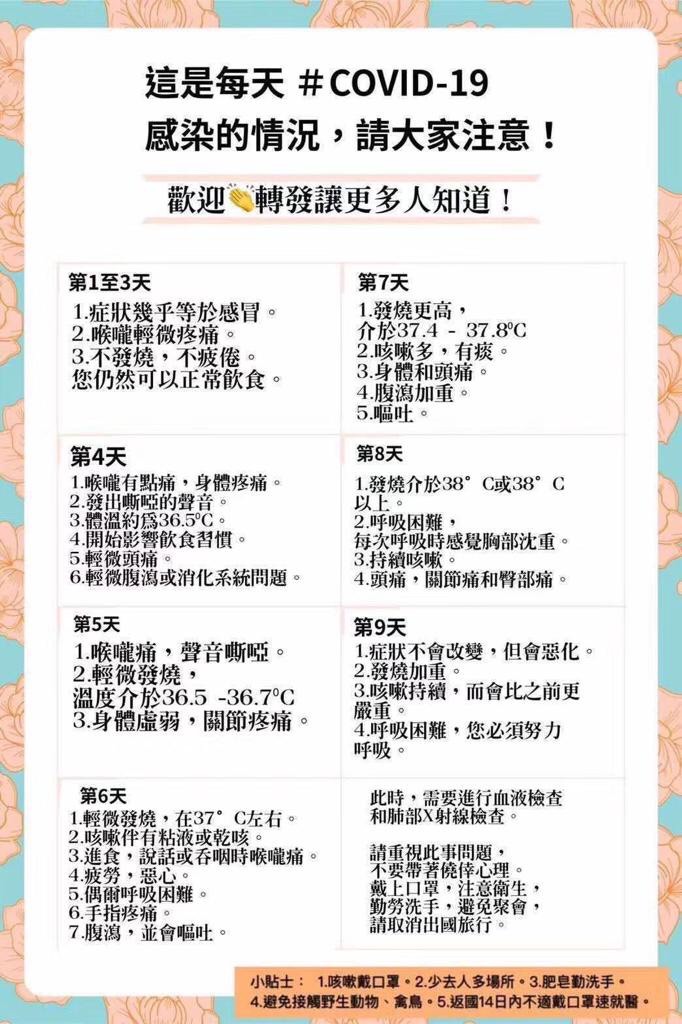 這是每天 #COVID-19
感染的情況，請大家注意！
歡迎👏轉發讓更多人知道！
第1至3天
1.症狀幾乎等於感冒。
2.喉嚨輕微疼痛。
3.不發燒，不疲倦。
您仍然可以正常飲食。
第4天
1.喉嚨有點痛，身體疼痛。
2.發出嘶啞的聲音。
3.體溫約爲36.5⁰C。
4.開始影響飲食習慣。
5.輕微頭痛。
6.輕微腹瀉或消化系統問題。
第5天
1.喉嚨痛，聲音嘶啞。
2.輕微發燒，
溫度介於36.5 -36.7⁰C
3.身體虛弱，關節疼痛。
第6天
1.輕微發燒，在37°C左右。
2.咳嗽伴有粘液或乾咳。
3.進食，說話或吞咽時喉嚨痛。
4.疲勞，惡心。
5.偶爾呼吸困難。
6.手指疼痛。
7.腹瀉，並會嘔吐。
第7天
1.發燒更高，
介於37.4 - 37.8⁰C
2.咳嗽多，有痰。
3.身體和頭痛。
4.腹瀉加重。
5.嘔吐。
第8天
1.發燒介於38°C或38°C
以上。
2.呼吸困難，
每次呼吸時感覺胸部沈重。
3.持續咳嗽。
4.頭痛，關節痛和臀部痛。
第9天
1.症狀不會改變，但會惡化。
2.發燒加重。
3.咳嗽持續，而會比之前更
嚴重。
4.呼吸困難，您必須努力
呼吸。
此時，需要進行血液檢查
和肺部X射線檢查。
請重視此事問題，
不要帶著僥倖心理。
戴上口罩，注意衛生，
勤勞洗手，避免聚會，
請取消出國旅行。
小貼士： 1.咳嗽戴口罩。2.少去人多場所。3.肥皂勤洗手。
4.避免接觸野生動物、禽鳥。5.返國14日內不適戴口罩速就醫。